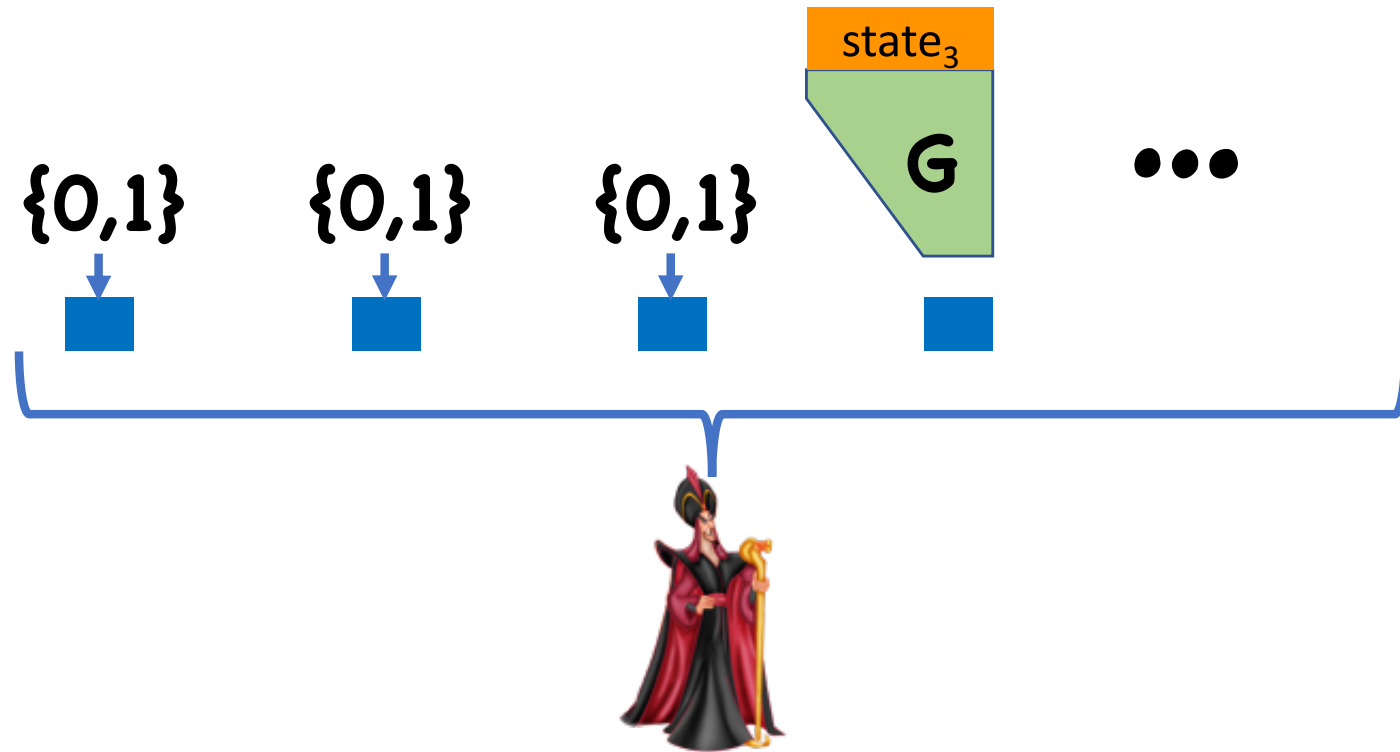 state₃
{0,1} {0,1} {0,1} G •••